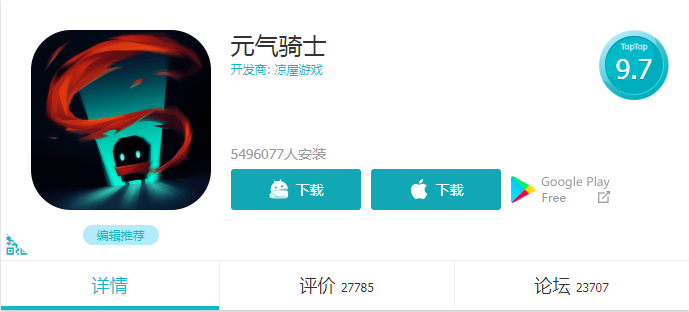 元气骑士
开发商: 凉屋游戏
TapTap
9.7
5496077人安装
下载
下载
Google Play
Free
编辑推荐
详情
评价 27785
论坛 23707